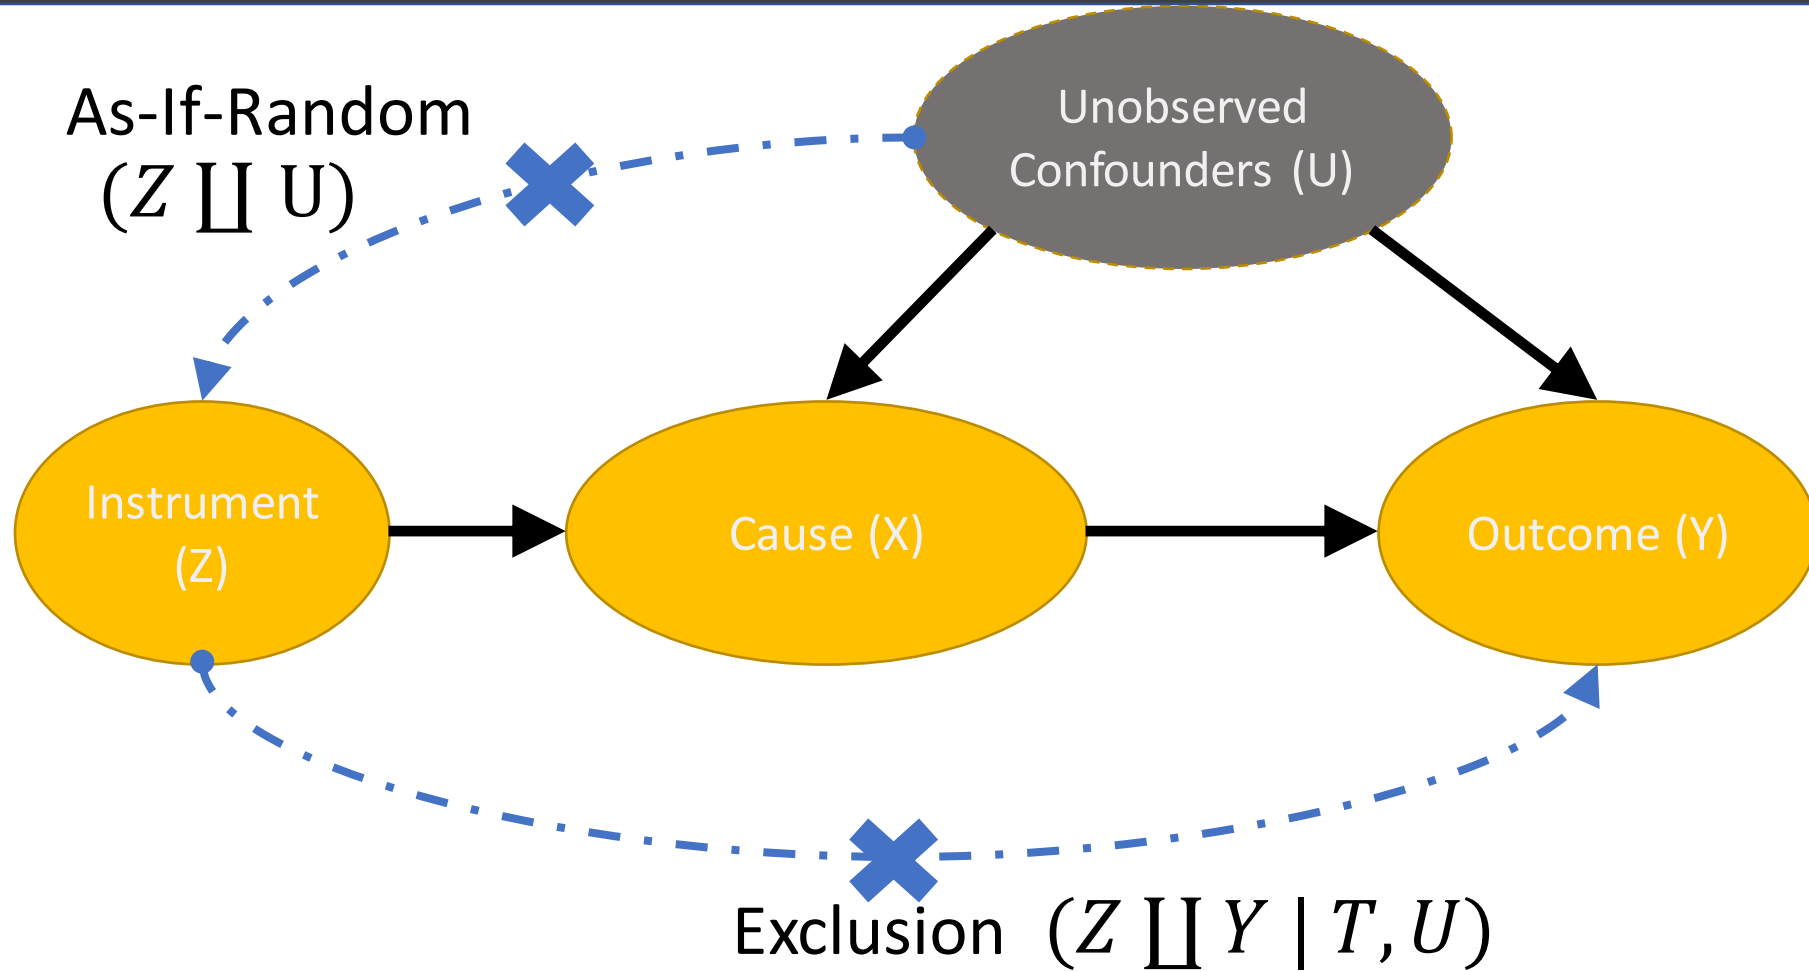 As-If-Random
(Z ∐ U)
Unobserved
Confounders (U)
Instrument
(Z)
Cause (X)
Outcome (Y)
Exclusion (Z ∐ Y | T, U)